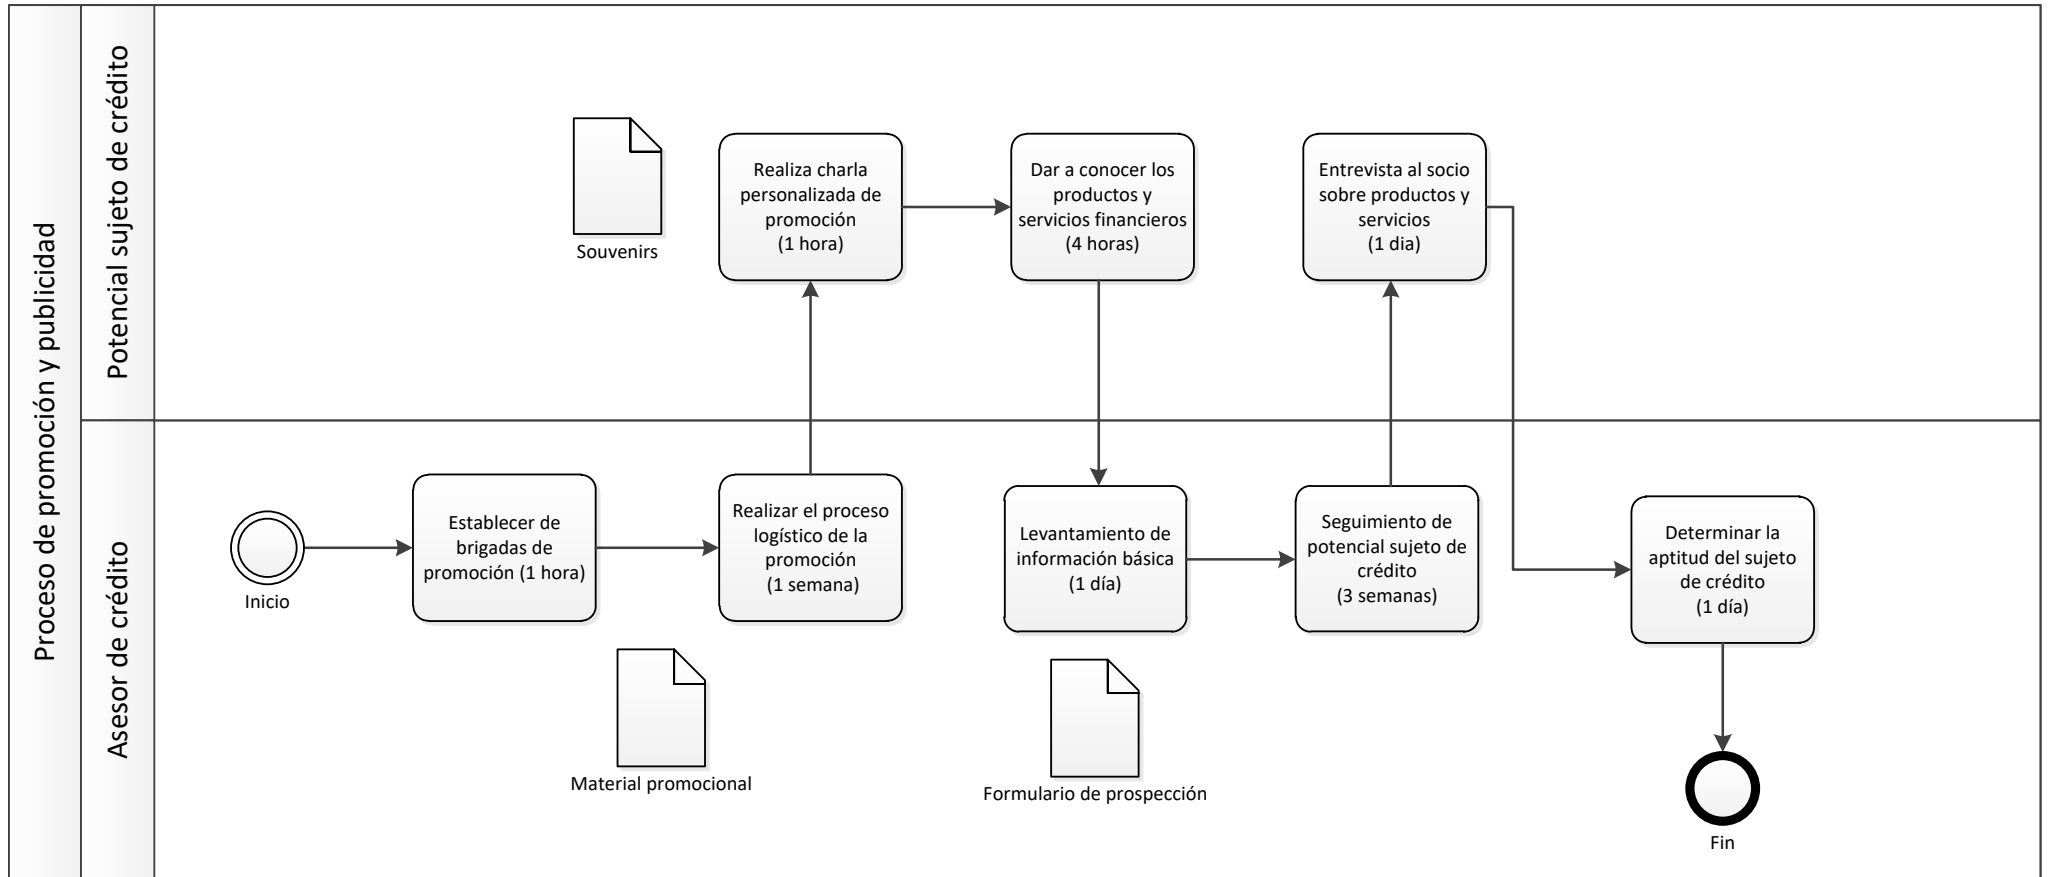 Proceso de promoción y publicidad
Potencial sujeto de crédito
Souvenirs
Realiza charla
personalizada de
promoción
(1 hora)
Dar a conocer los
productos y
servicios financieros
(4 horas)
Entrevista al socio
sobre productos y
servicios
(1 dia)
Asesor de crédito
Inicio
Establecer de
brigadas de
promoción (1 hora)
Realizar el proceso
logístico de la
promoción
(1 semana)
Levantamiento de
información básica
(1 día)
Seguimiento de
potencial sujeto de
crédito
(3 semanas)
Determinar la
aptitud del sujeto
de crédito
(1 día)
Material promocional
Formulario de prospección
Fin